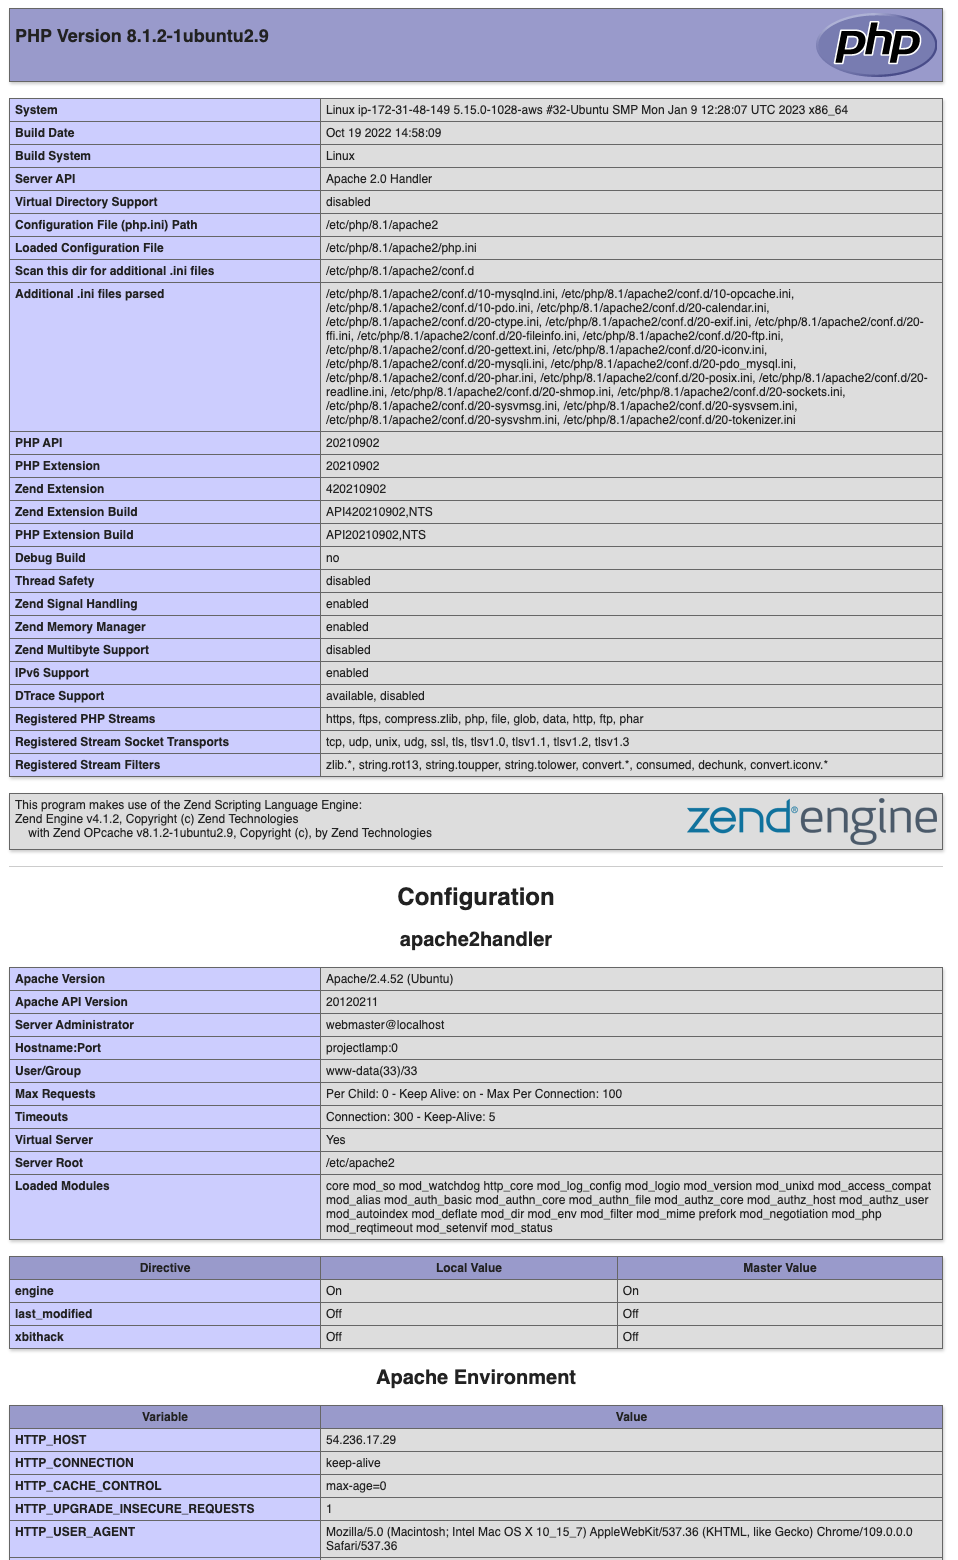 PHP Version 8.1.2-1ubuntu2.9
php
System Linux ip-172-31-48-149 5.15.0-1028-aws #32-Ubuntu SMP Mon Jan 9 12:28:07 UTC 2023 x86_64
Build Date Oct 19 2022 14:58:09
Build System Linux
Server API Apache 2.0 Handler
Virtual Directory Support disabled
Configuration File (php.ini) Path /etc/php/8.1/apache2
Loaded Configuration File /etc/php/8.1/apache2/php.ini
Scan this dir for additional .ini files /etc/php/8.1/apache2/conf.d
Additional .ini files parsed /etc/php/8.1/apache2/conf.d/10-mysqlnd.ini, /etc/php/8.1/apache2/conf.d/10-opcache.ini,
/etc/php/8.1/apache2/conf.d/10-pdo.ini, /etc/php/8.1/apache2/conf.d/20-calendar.ini,
/etc/php/8.1/apache2/conf.d/20-ctype.ini, /etc/php/8.1/apache2/conf.d/20-exif.ini, /etc/php/8.1/apache2/conf.d/20-
ffi.ini, /etc/php/8.1/apache2/conf.d/20-fileinfo.ini, /etc/php/8.1/apache2/conf.d/20-ftp.ini,
/etc/php/8.1/apache2/conf.d/20-gettext.ini, /etc/php/8.1/apache2/conf.d/20-iconv.ini,
/etc/php/8.1/apache2/conf.d/20-mysqli.ini, /etc/php/8.1/apache2/conf.d/20-pdo_mysql.ini,
/etc/php/8.1/apache2/conf.d/20-phar.ini, /etc/php/8.1/apache2/conf.d/20-posix.ini, /etc/php/8.1/apache2/conf.d/20-
readline.ini, /etc/php/8.1/apache2/conf.d/20-shmop.ini, /etc/php/8.1/apache2/conf.d/20-sockets.ini,
/etc/php/8.1/apache2/conf.d/20-sysvmsg.ini, /etc/php/8.1/apache2/conf.d/20-sysvsem.ini,
/etc/php/8.1/apache2/conf.d/20-sysvshm.ini, /etc/php/8.1/apache2/conf.d/20-tokenizer.ini
PHP API 20210902
PHP Extension 20210902
Zend Extension 420210902
Zend Extension Build API420210902,NTS
PHP Extension Build API20210902,NTS
Debug Build no
Thread Safety disabled
Zend Signal Handling enabled
Zend Memory Manager enabled
Zend Multibyte Support disabled
IPv6 Support enabled
DTrace Support available, disabled
Registered PHP Streams https, ftps, compress.zlib, php, file, glob, data, http, ftp, phar
Registered Stream Socket Transports tcp, udp, unix, udg, ssl, tls, tlsv1.0, tlsv1.1, tlsv1.2, tlsv1.3
Registered Stream Filters zlib.*, string.rot13, string.toupper, string.tolower, convert.*, consumed, dechunk, convert.iconv.*
This program makes use of the Zend Scripting Language Engine:
Zend Engine v4.1.2, Copyright (c) Zend Technologies
with Zend OPcache v8.1.2-1ubuntu2.9, Copyright (c), by Zend Technologies
zend®engine
Configuration
apache2handler
Apache Version Apache/2.4.52 (Ubuntu)
Apache API Version 20120211
Server Administrator webmaster@localhost
Hostname:Port projectlamp:0
User/Group www-data(33)/33
Max Requests Per Child: 0 - Keep Alive: on - Max Per Connection: 100
Timeouts Connection: 300 - Keep-Alive: 5
Virtual Server Yes
Server Root /etc/apache2
Loaded Modules core mod_so mod_watchdog http_core mod_log_config mod_logio mod_version mod_unixd mod_access_compat
mod_alias mod_auth_basic mod_authn_core mod_authn_file mod_authz_core mod_authz_host mod_authz_user
mod_autoindex mod_deflate mod_dir mod_env mod_filter mod_mime prefork mod_negotiation mod_php
mod_reqtimeout mod_setenvif mod_status
Directive Local Value Master Value
engine On On
last_modified Off Off
xbithack Off Off
Apache Environment
Variable Value
HTTP_HOST 54.236.17.29
HTTP_CONNECTION keep-alive
HTTP_CACHE_CONTROL max-age=0
HTTP_UPGRADE_INSECURE_REQUESTS 1
HTTP_USER_AGENT Mozilla/5.0 (Macintosh; Intel Mac OS X 10_15_7) AppleWebKit/537.36 (KHTML, like Gecko) Chrome/109.0.0.0
Safari/537.36